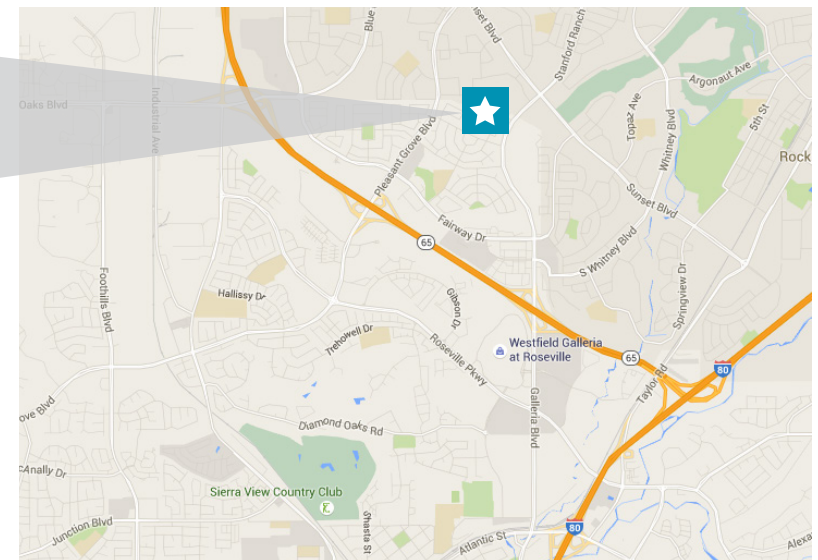 Blue
Sunset Blvd
Stanford Ranch
Argonaut Ave
Oaks Blvd
Industrial Ave
Pleasant Grove Blvd
Topaz Ave
Whitney Blvd
5th St
Rock
Sunset Blvd
Fairway Dr
65
S Whitney Blvd
Foothills Blvd
Hallissy Dr
Gibson Dr
Springview Dr
Trehowell Dr
Roseville Pkwy
Westfield Galleria
at Roseville
65
80
Taylor Rd
Galleria Blvd
ove Blvd
Diamond Oaks Rd
cAnally Dr
Sierra View Country Club
Junction Blvd
Shasta St
Atlantic St
80
Alexa